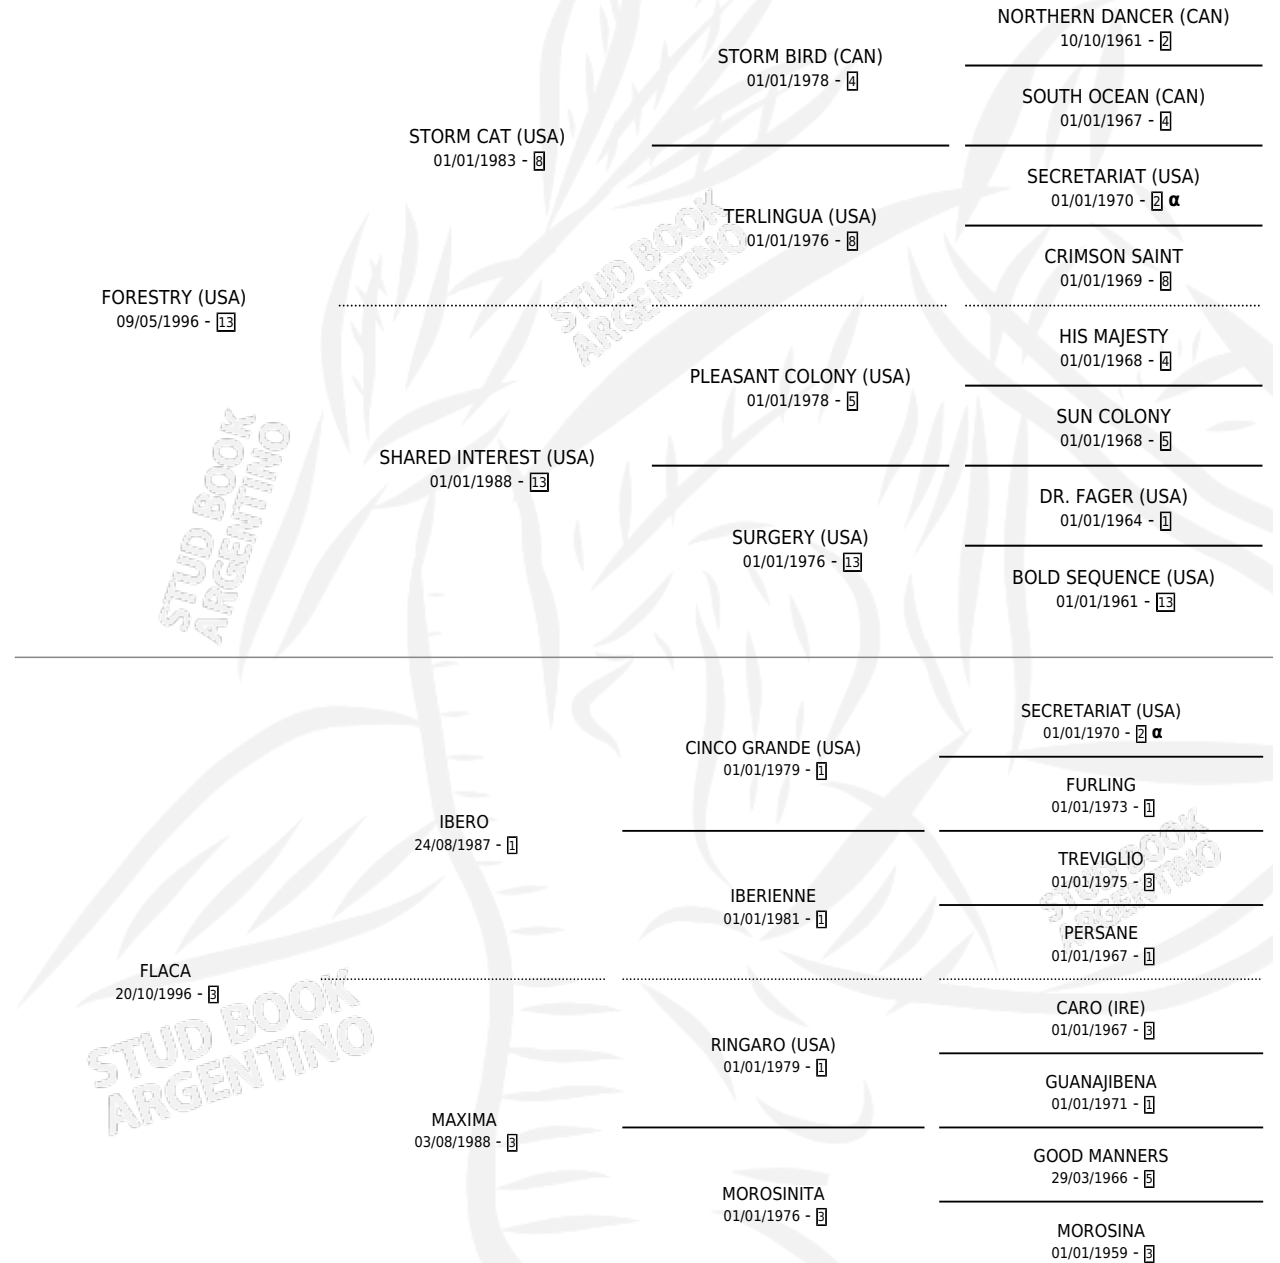 NORTHERN DANCER (CAN)
10/10/1961 - 2
STORM BIRD (CAN)
01/01/1978 - 4
SOUTH OCEAN (CAN)
01/01/1967 - 4
STORM CAT (USA)
01/01/1983 - 8
SECRETARIAT (USA)
01/01/1970 - 2 α
TERLINGUA (USA)
01/01/1976 - 8
CRIMSON SAINT
01/01/1969 - 8
FORESTRY (USA)
09/05/1996 - 13
HIS MAJESTY
01/01/1968 - 4
PLEASANT COLONY (USA)
01/01/1978 - 5
SUN COLONY
01/01/1968 - 5
SHARED INTEREST (USA)
01/01/1988 - 13
DR. FAGER (USA)
01/01/1964 - 1
SURGERY (USA)
01/01/1976 - 13
BOLD SEQUENCE (USA)
01/01/1961 - 13
SECRETARIAT (USA)
01/01/1970 - 2 α
CINCO GRANDE (USA)
01/01/1979 - 1
FURLING
01/01/1973 - 1
IBERO
24/08/1987 - 1
TREVIGLIO
01/01/1975 - 3
IBERIENNE
01/01/1981 - 1
PERSANE
01/01/1967 - 1
FLACA
20/10/1996 - 3
CARO (IRE)
01/01/1967 - 3
RINGARO (USA)
01/01/1979 - 1
GUANAJIBENA
01/01/1971 - 1
MAXIMA
03/08/1988 - 3
GOOD MANNERS
29/03/1966 - 5
MOROSINITA
01/01/1976 - 3
MOROSINA
01/01/1959 - 3
STUD BOOK
ARGENTINO
STUD BOOK
ARGENTINO
STUD BOOK
ARGENTINO
STUD BOOK
ARGENTINO